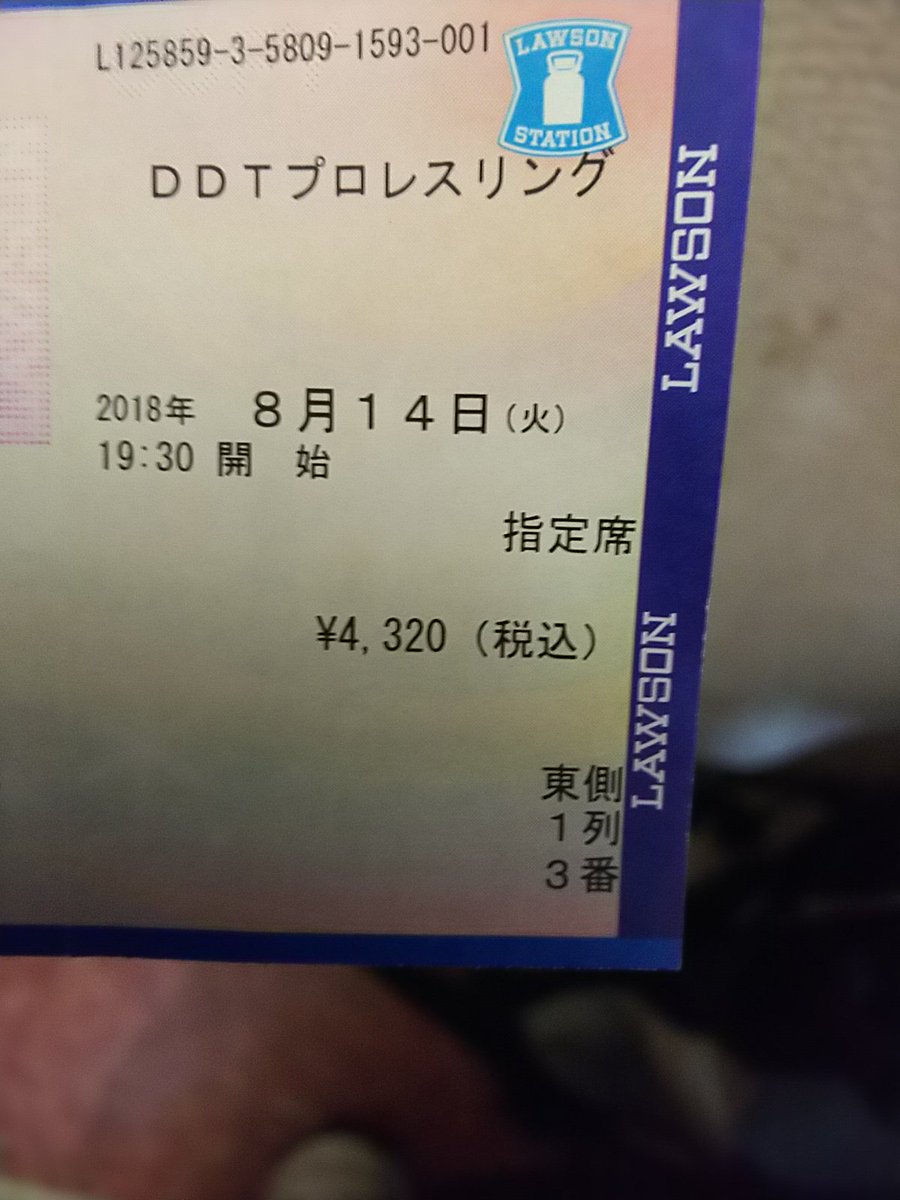 L125859-3-5809-1593-001
LAWSON
STATION
DDTプロレスリング
2018年 8月14日(火)
19:30 開 始
指定席
¥4,320 (税込)
東側
1列
3番
LAWSON
LAWSON